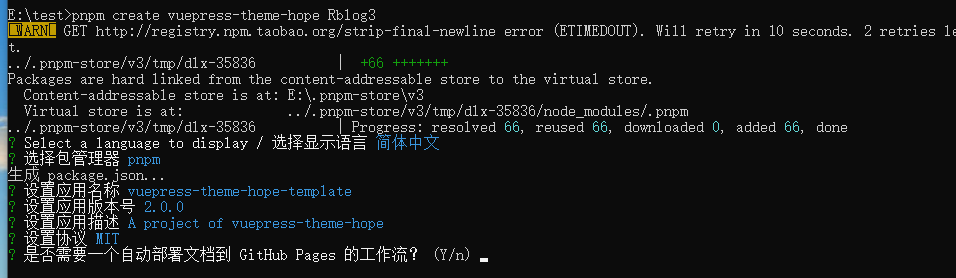 E:\test>pnpm create vuepress-theme-hope Rblog3
 WARN  GET http://registry.npm.taobao.org/strip-final-newline error (ETIMEDOUT). Will retry in 10 seconds. 2 retries le
t.
../.pnpm-store/v3/tmp/dlx-35836 | +66 +++++++
Packages are hard linked from the content-addressable store to the virtual store.
Content-addressable store is at: E:\.pnpm-store\v3
Virtual store is at: ../.pnpm-store/v3/tmp/dlx-35836/node_modules/.pnpm
../.pnpm-store/v3/tmp/dlx-35836 | Progress: resolved 66, reused 66, downloaded 0, added 66, done
? Select a language to display / 选择显示语言 简体中文
? 选择包管理器 pnpm
生成 package.json...
? 设置应用名称 vuepress-theme-hope-template
? 设置应用版本号 2.0.0
? 设置应用描述 A project of vuepress-theme-hope
? 设置协议 MIT
? 是否需要一个自动部署文档到 GitHub Pages 的工作流？ (Y/n)